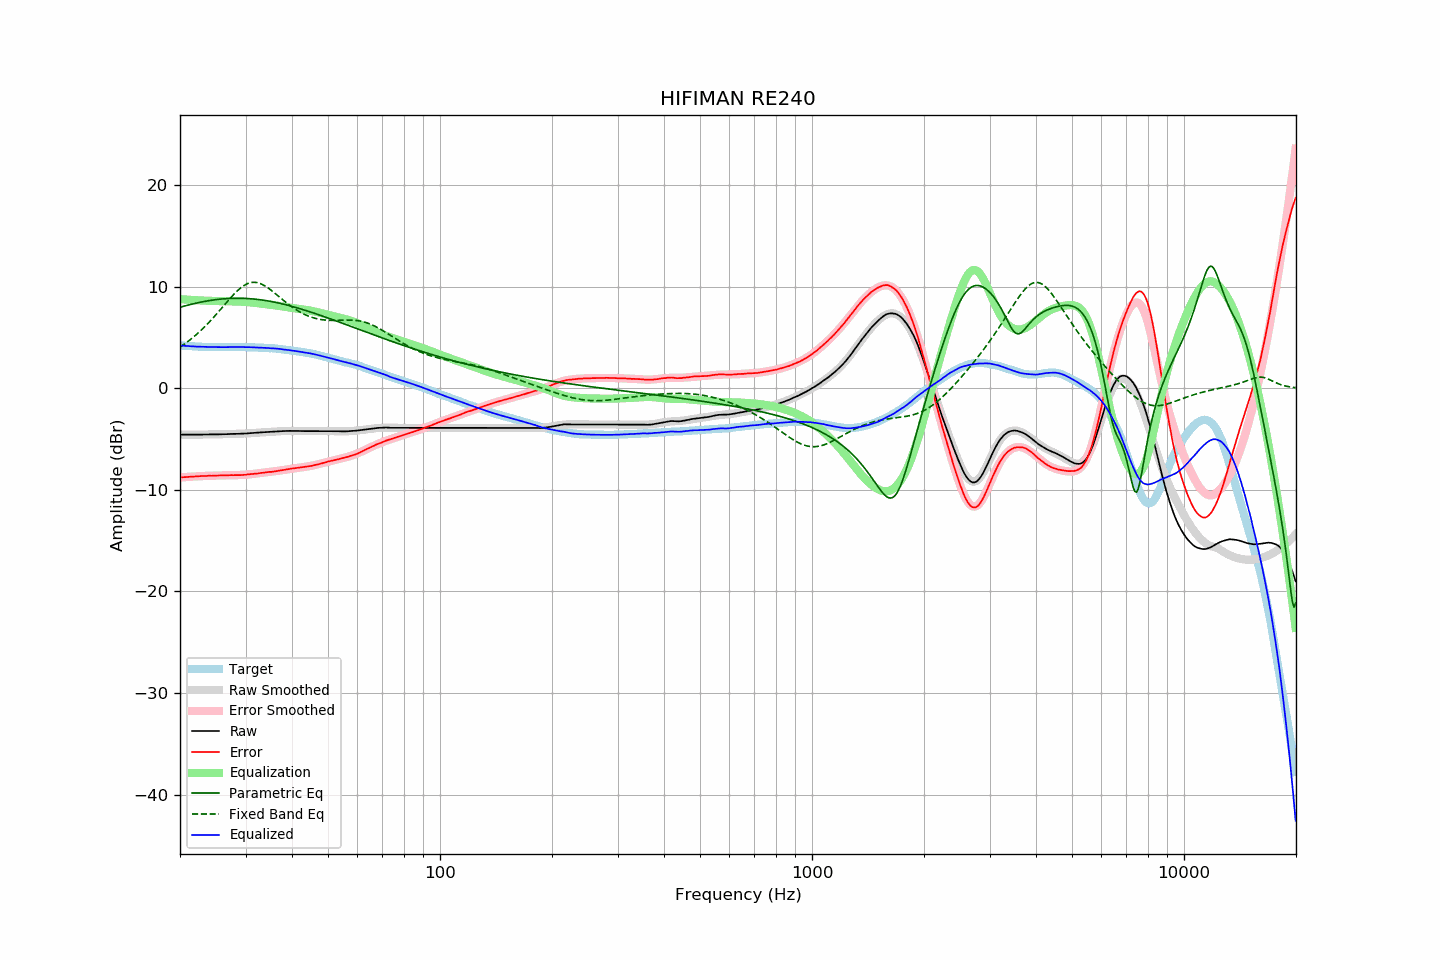 HIFIMAN RE240
Amplitude (dBr)
20
10
0
−10
−20
−30
−40
Target
Raw Smoothed
Error Smoothed
Raw
Error
Equalization
Parametric Eq
Fixed Band Eq
Equalized
100
1000
10000
Frequency (Hz)